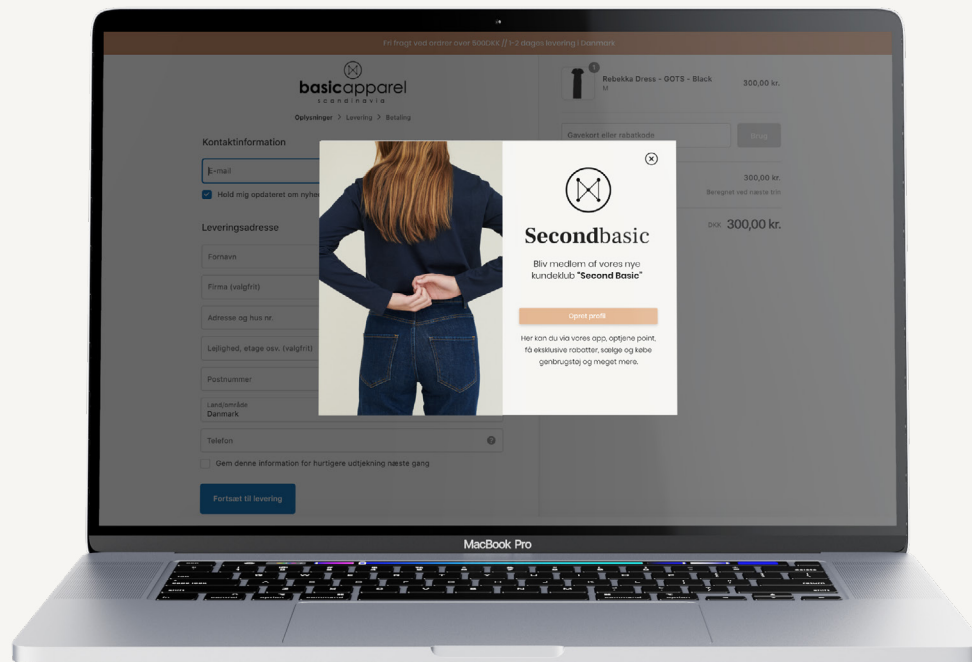 Fri fragt ved ordrer over 500DKK // 1-2 dages levering i Danmark
basicapparel
scandinavia
Oplysninger > Levering > Betaling
Kontaktinformation
E-mail
Hold mig opdateret om nyhe
Leveringsadresse
Fornavn
Firma (valgfrit)
Adresse og hus nr.
Lejlighed, etage osv. (valgfrit)
Postnummer
Land/område
Danmark
Telefon
Gem denne information for hurtigere udtjekning næste gang
Fortsæt til levering
1
Rebekka Dress - GOTS - Black
M
300,00 kr.
Gavekort eller rabatkode
Brug
300,00 kr.
Beregnet ved næste trin
DKK 300,00 kr.
Secondbasic
Bliv medlem af vores nye
kundeklub "Second Basic"
Opret profil
Her kan du via vores app, optjene point,
få eksklusive rabatter, sælge og købe
genbrugstøj og meget mere.
MacBook Pro